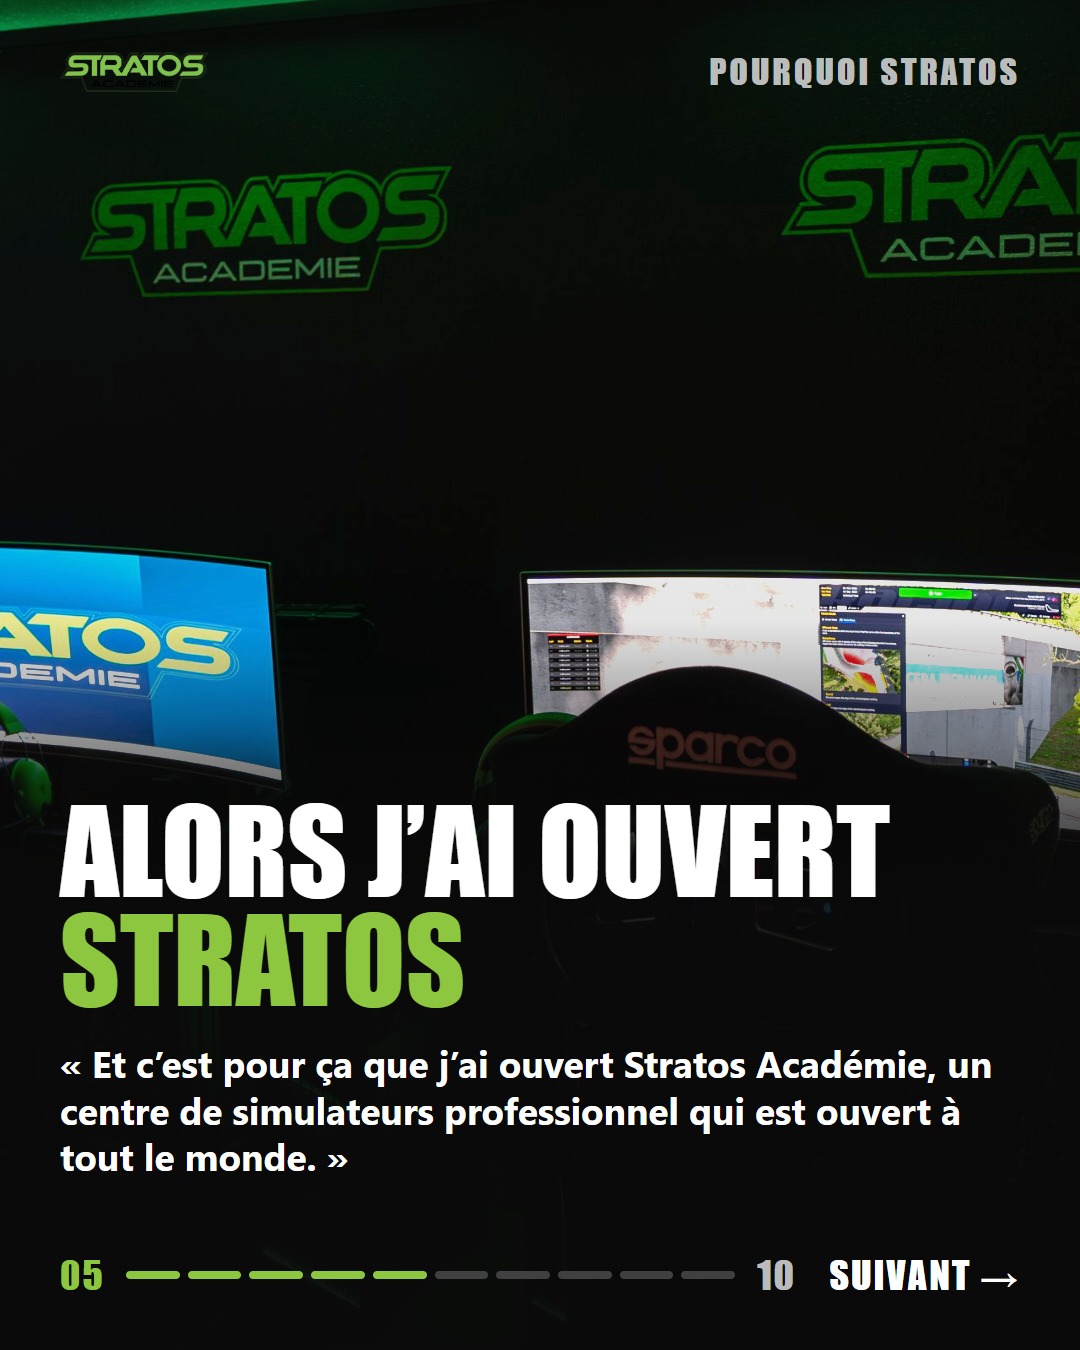 STRATOS
ACADEMIE
POURQUOI STRATOS
STRATOS
ACADEMIE
STRAT
ACADE
ATOS
DEMIE
sparco
ALORS J’AI OUVERT
STRATOS
« Et c’est pour ça que j’ai ouvert Stratos Académie, un
centre de simulateurs professionnel qui est ouvert à
tout le monde. »
05
10
SUIVANT →